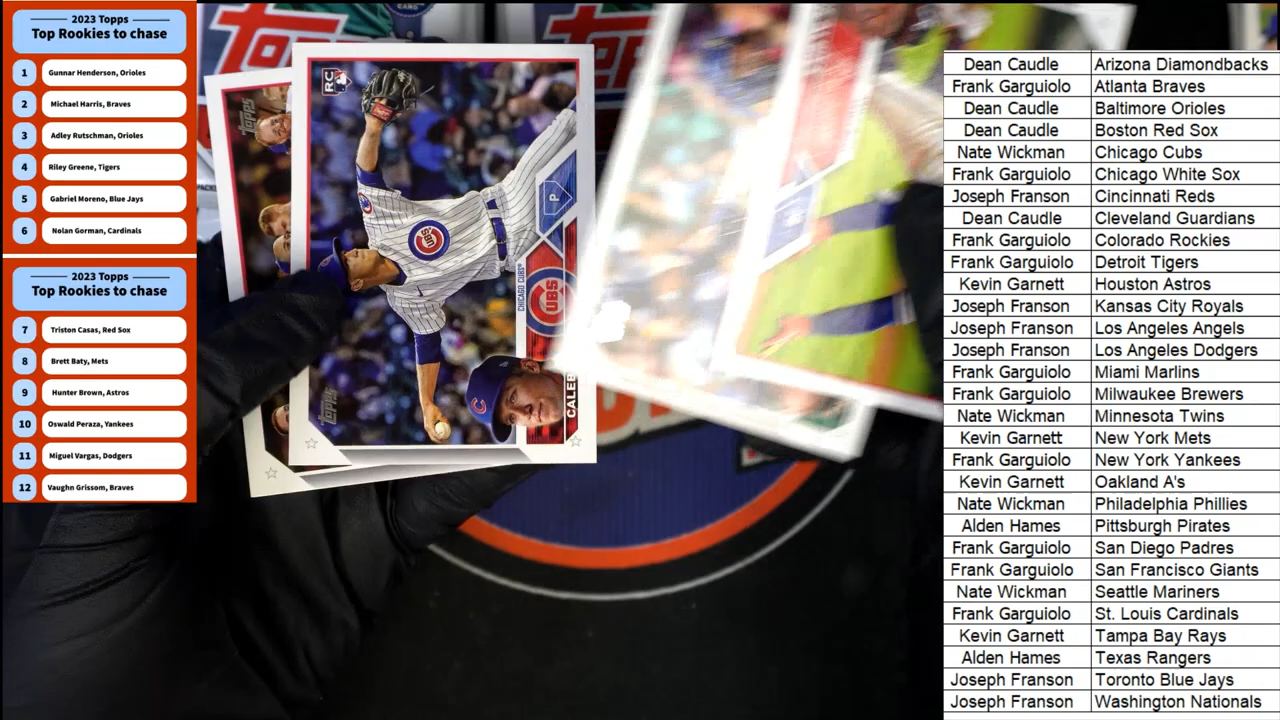 2023 Topps
Top Rookies to chase
1 Gunnar Henderson, Orioles
2 Michael Harris, Braves
3 Adley Rutschman, Orioles
4 Riley Greene, Tigers
5 Gabriel Moreno, Blue Jays
6 Nolan Gorman, Cardinals
2023 Topps
Top Rookies to chase
7 Triston Casas, Red Sox
8 Brett Baty, Mets
9 Hunter Brown, Astros
10 Oswald Peraza, Yankees
11 Miguel Vargas, Dodgers
12 Vaughn Grissom, Braves
Topps
RC
CUBS
P
CHICAGO CUBS
CUBS
C
CALEB
Topps
Dean Caudle Arizona Diamondbacks
Frank Garguiolo Atlanta Braves
Dean Caudle Baltimore Orioles
Dean Caudle Boston Red Sox
Nate Wickman Chicago Cubs
Frank Garguiolo Chicago White Sox
Joseph Franson Cincinnati Reds
Dean Caudle Cleveland Guardians
Frank Garguiolo Colorado Rockies
Frank Garguiolo Detroit Tigers
Kevin Garnett Houston Astros
Joseph Franson Kansas City Royals
Joseph Franson Los Angeles Angels
Joseph Franson Los Angeles Dodgers
Frank Garguiolo Miami Marlins
Frank Garguiolo Milwaukee Brewers
Nate Wickman Minnesota Twins
Kevin Garnett New York Mets
Frank Garguiolo New York Yankees
Kevin Garnett Oakland A's
Nate Wickman Philadelphia Phillies
Alden Hames Pittsburgh Pirates
Frank Garguiolo San Diego Padres
Frank Garguiolo San Francisco Giants
Nate Wickman Seattle Mariners
Frank Garguiolo St. Louis Cardinals
Kevin Garnett Tampa Bay Rays
Alden Hames Texas Rangers
Joseph Franson Toronto Blue Jays
Joseph Franson Washington Nationals